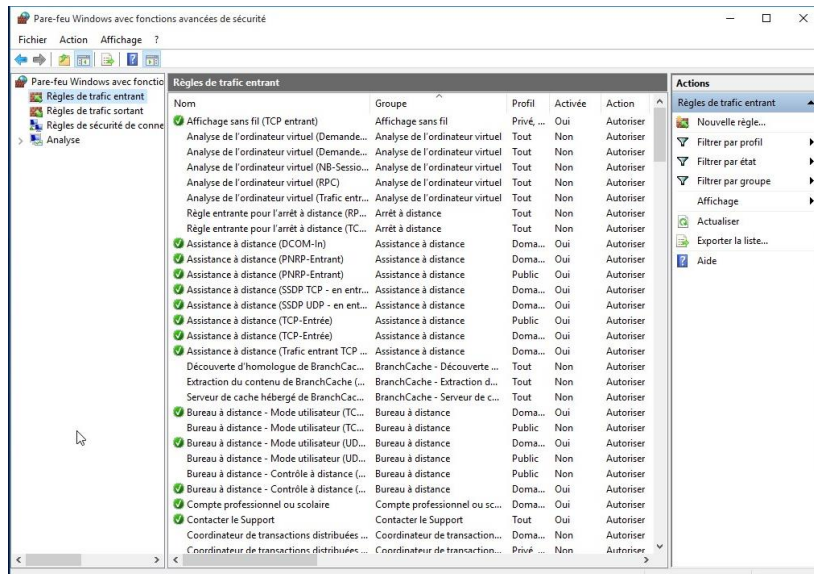 Pare-feu Windows avec fonctions avancées de sécurité
Fichier Action Affichage ?
Pare-feu Windows avec fonctio
Règles de trafic entrant
Règles de trafic sortant
Règles de sécurité de conne
Analyse
Règles de trafic entrant
Nom Groupe Profil Activée Action
Affichage sans fil (TCP entrant) Affichage sans fil Privé, ... Oui Autoriser
Analyse de l'ordinateur virtuel (Demande... Analyse de l'ordinateur virtuel Tout Non Autoriser
Analyse de l'ordinateur virtuel (Demande... Analyse de l'ordinateur virtuel Tout Non Autoriser
Analyse de l'ordinateur virtuel (NB-Sessio... Analyse de l'ordinateur virtuel Tout Non Autoriser
Analyse de l'ordinateur virtuel (RPC) Analyse de l'ordinateur virtuel Tout Non Autoriser
Analyse de l'ordinateur virtuel (Trafic entr... Analyse de l'ordinateur virtuel Tout Non Autoriser
Règle entrante pour l'arrêt à distance (RP... Arrêt à distance Tout Non Autoriser
Règle entrante pour l'arrêt à distance (TC... Arrêt à distance Tout Non Autoriser
Assistance à distance (DCOM-In) Assistance à distance Doma... Oui Autoriser
Assistance à distance (PNRP-Entrant) Assistance à distance Doma... Oui Autoriser
Assistance à distance (PNRP-Entrant) Assistance à distance Public Oui Autoriser
Assistance à distance (SSDP TCP - en entr... Assistance à distance Doma... Oui Autoriser
Assistance à distance (SSDP UDP - en ent... Assistance à distance Doma... Oui Autoriser
Assistance à distance (TCP-Entrée) Assistance à distance Public Oui Autoriser
Assistance à distance (TCP-Entrée) Assistance à distance Doma... Oui Autoriser
Assistance à distance (Trafic entrant TCP ... Assistance à distance Doma... Oui Autoriser
Découverte d'homologue de BranchCac... BranchCache - Découverte ... Tout Non Autoriser
Extraction du contenu de BranchCache (... BranchCache - Extraction d... Tout Non Autoriser
Serveur de cache hébergé de BranchCac... BranchCache - Serveur de c... Tout Non Autoriser
Bureau à distance - Mode utilisateur (TC... Bureau à distance Doma... Oui Autoriser
Bureau à distance - Mode utilisateur (TC... Bureau à distance Public Non Autoriser
Bureau à distance - Mode utilisateur (UD... Bureau à distance Doma... Oui Autoriser
Bureau à distance - Mode utilisateur (UD... Bureau à distance Public Non Autoriser
Bureau à distance - Contrôle à distance (... Bureau à distance Public Non Autoriser
Bureau à distance - Contrôle à distance (... Bureau à distance Doma... Oui Autoriser
Compte professionnel ou scolaire Compte professionnel ou sc... Doma... Oui Autoriser
Contacter le Support Contacter le Support Tout Oui Autoriser
Coordinateur de transactions distribuées ... Coordinateur de transaction... Doma... Non Autoriser
Coordinateur de transactions distribuées ... Coordinateur de transaction... Privé, ... Non Autoriser
Actions
Règles de trafic entrant
Nouvelle règle...
Filtrer par profil
Filtrer par état
Filtrer par groupe
Affichage
Actualiser
Exporter la liste...
Aide